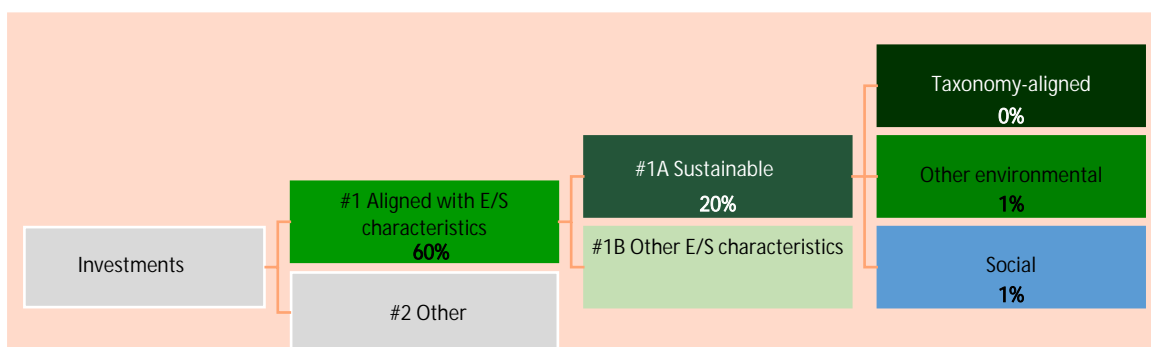 Investments
#1 Aligned with E/S
characteristics
60%
#2 Other
#1A Sustainable
20%
#1B Other E/S characteristics
Taxonomy-aligned
0%
Other environmental
1%
Social
1%